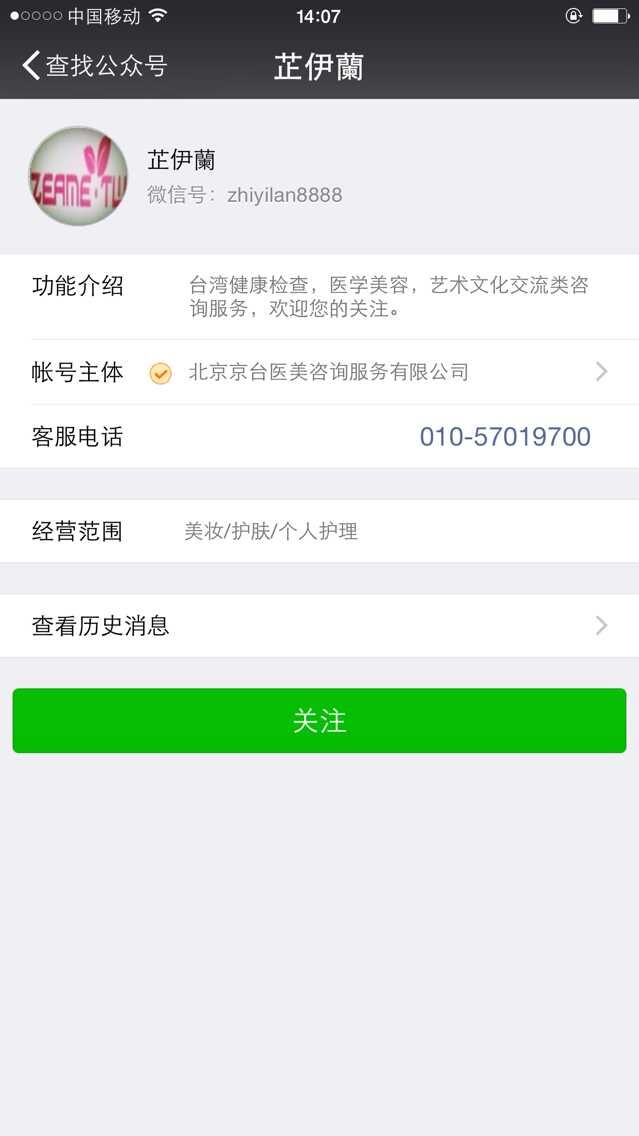 中国移动 14:07
查找公众号 芷伊蘭
ZEAME·TW
芷伊蘭
微信号：zhiyilan8888
功能介绍 台湾健康检查，医学美容，艺术文化交流类咨
询服务，欢迎您的关注。
帐号主体 北京京台医美咨询服务有限公司
客服电话 010-57019700
经营范围 美妆/护肤/个人护理
查看历史消息
关注